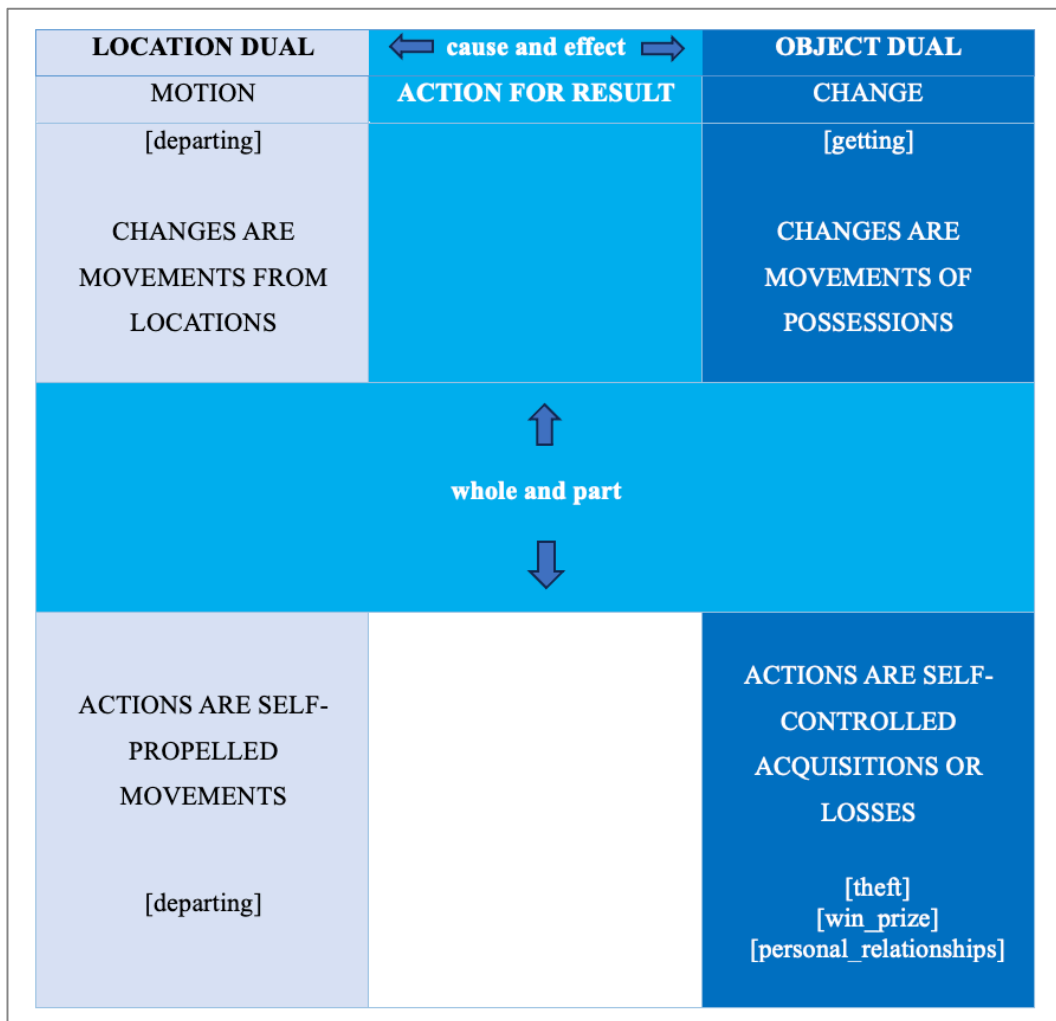 LOCATION DUAL
cause and effect
OBJECT DUAL
MOTION
ACTION FOR RESULT
CHANGE
[departing]
[getting]
CHANGES ARE
MOVEMENTS FROM
LOCATIONS
CHANGES ARE
MOVEMENTS OF
POSSESSIONS
whole and part
ACTIONS ARE SELF-
PROPELLED
MOVEMENTS
[departing]
ACTIONS ARE SELF-
CONTROLLED
ACQUISITIONS OR
LOSSES
[theft]
[win_prize]
[personal_relationships]